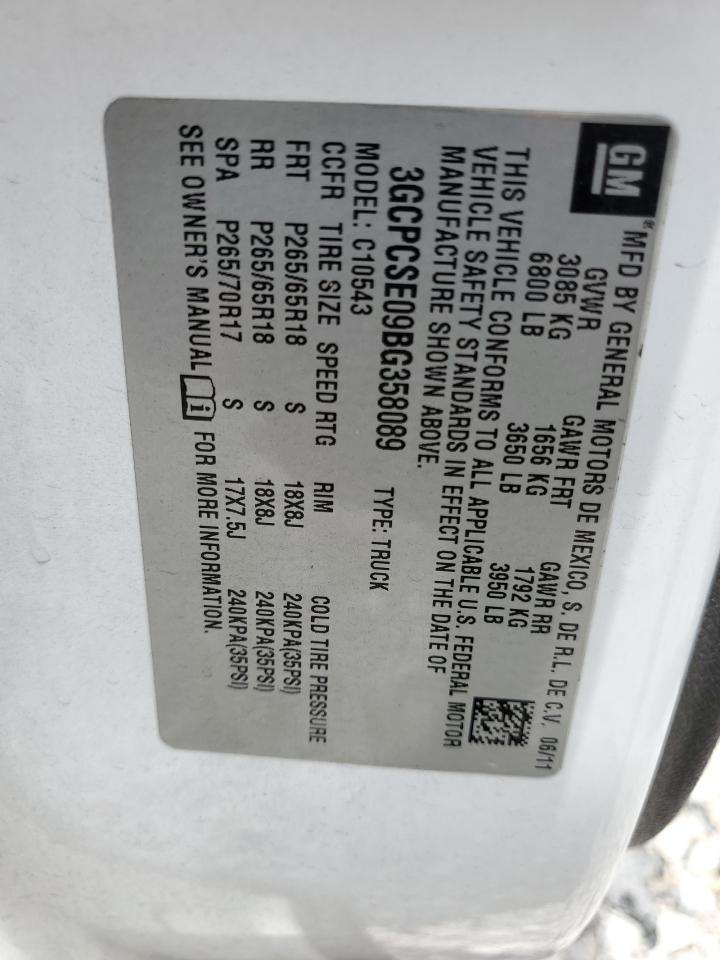 GM
® MFD BY GENERAL MOTORS DE MEXICO, S. DE R.L. DE C.V. 06/11
GVWR GAWR FRT GAWR RR
3085 KG 1656 KG 1792 KG
6800 LB 3650 LB 3950 LB
THIS VEHICLE CONFORMS TO ALL APPLICABLE U.S. FEDERAL MOTOR
VEHICLE SAFETY STANDARDS IN EFFECT ON THE DATE OF
MANUFACTURE SHOWN ABOVE.
3GCPCSE09BG358089 TYPE: TRUCK
MODEL: C10543
CCFR TIRE SIZE SPEED RTG RIM COLD TIRE PRESSURE
FRT P265/65R18 S 18X8J 240KPA(35PSI)
RR P265/65R18 S 18X8J 240KPA(35PSI)
SPA P265/70R17 S 17X7.5J 240KPA(35PSI)
SEE OWNER'S MANUAL i FOR MORE INFORMATION.